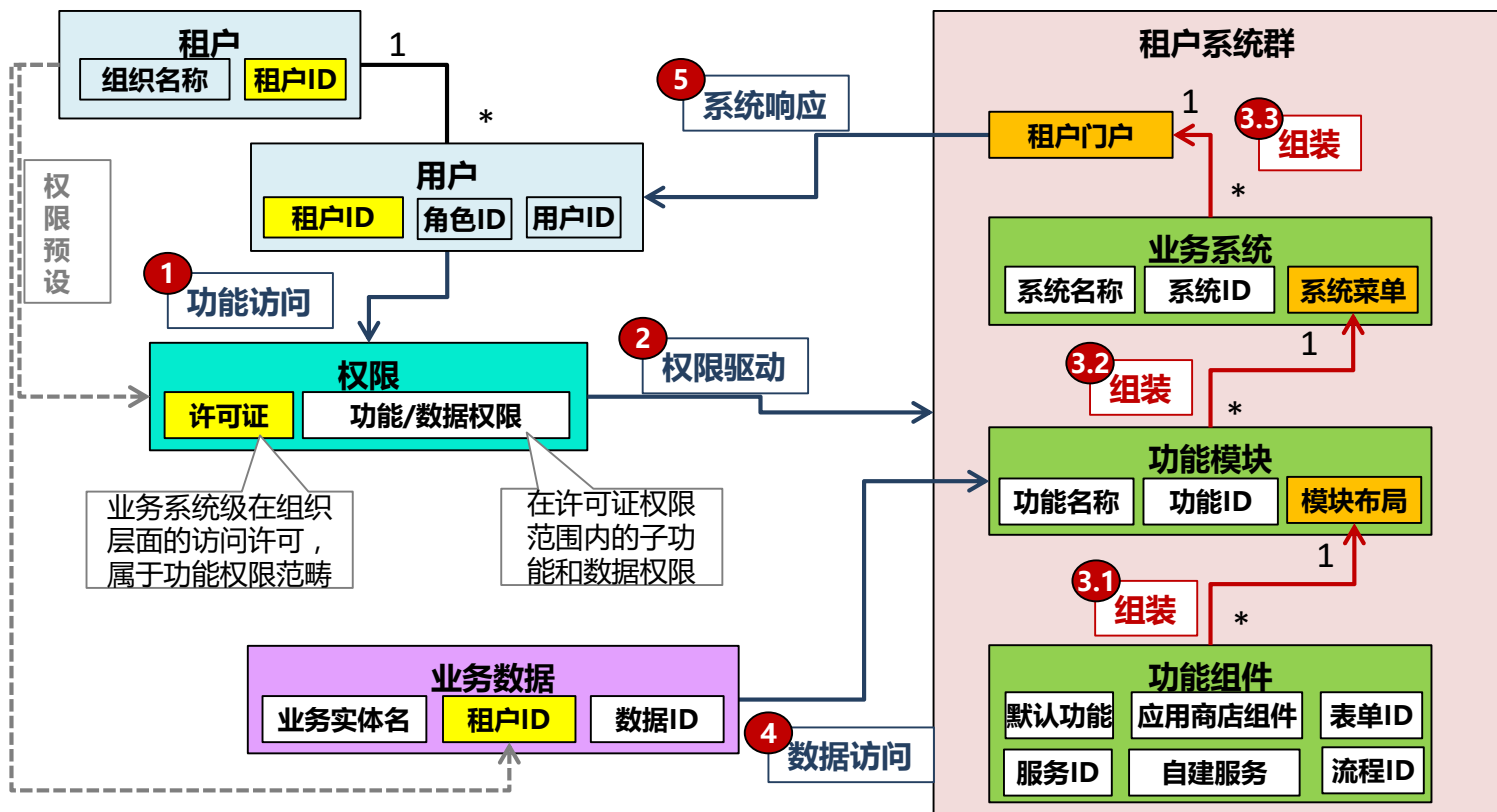 租户
组织名称
租户ID
1
*
权
限
预
设
用户
租户ID
角色ID
用户ID
1
功能访问
权限
许可证
功能/数据权限
业务系统级在组织
层面的访问许可，
属于功能权限范畴
在许可证权限
范围内的子功
能和数据权限
2
权限驱动
业务数据
业务实体名
租户ID
数据ID
4
数据访问
5
系统响应
租户系统群
租户门户
1
3.3
组装
*
业务系统
系统名称
系统ID
系统菜单
1
3.2
组装
*
功能模块
功能名称
功能ID
模块布局
1
3.1
组装
*
功能组件
默认功能
应用商店组件
表单ID
服务ID
自建服务
流程ID